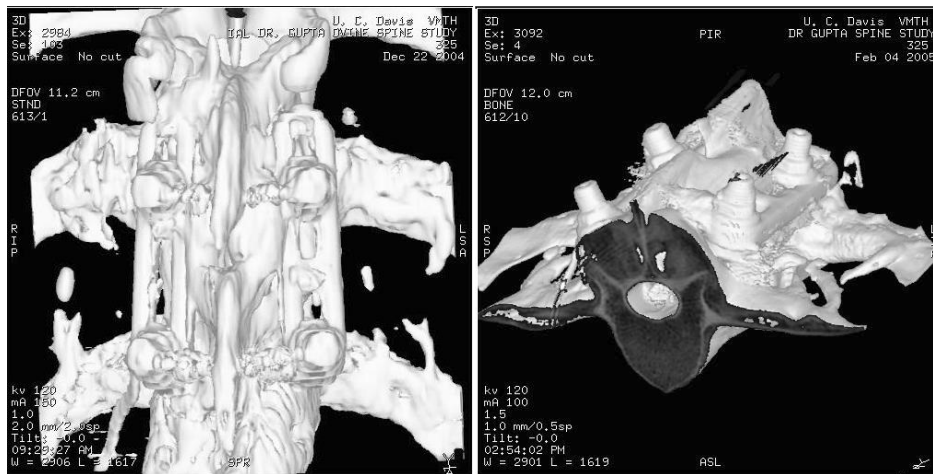 3D
Ex: 2984
Se: 103
Surface No cut
U. C. Davis VMTH
IAL DR. GUPTA OVINE SPINE STUDY
325
Dec 22 2004
DFOV 11.2 cm
STND
613/1
R
I
P
L
S
A
kv 120
mA 150
1.0
2.0 mm/2.0sp
Tilt: -0.0
09:29:27 AM
W = 2906 L = 1617
SPR
3D
Ex: 3092
Se: 4
Surface No cut
PIR
U. C. Davis VMTH
DR GUPTA SPINE STUDY
325
Feb 04 2005
DFOV 12.0 cm
BONE
612/10
R
S
P
L
S
A
kv 120
mA 100
1.5
1.0 mm/0.5sp
Tilt: -0.0
02:54:02 PM
W = 2901 L = 1619
ASL